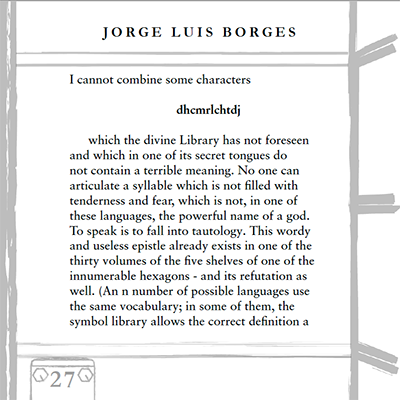 JORGE LUIS BORGES
I cannot combine some characters
dhcmrlchtdj
which the divine Library has not foreseen
and which in one of its secret tongues do
not contain a terrible meaning. No one can
articulate a syllable which is not filled with
tenderness and fear, which is not, in one of
these languages, the powerful name of a god.
To speak is to fall into tautology. This wordy
and useless epistle already exists in one of the
thirty volumes of the five shelves of one of the
innumerable hexagons - and its refutation as
well. (An n number of possible languages use
the same vocabulary; in some of them, the
symbol library allows the correct definition a
27